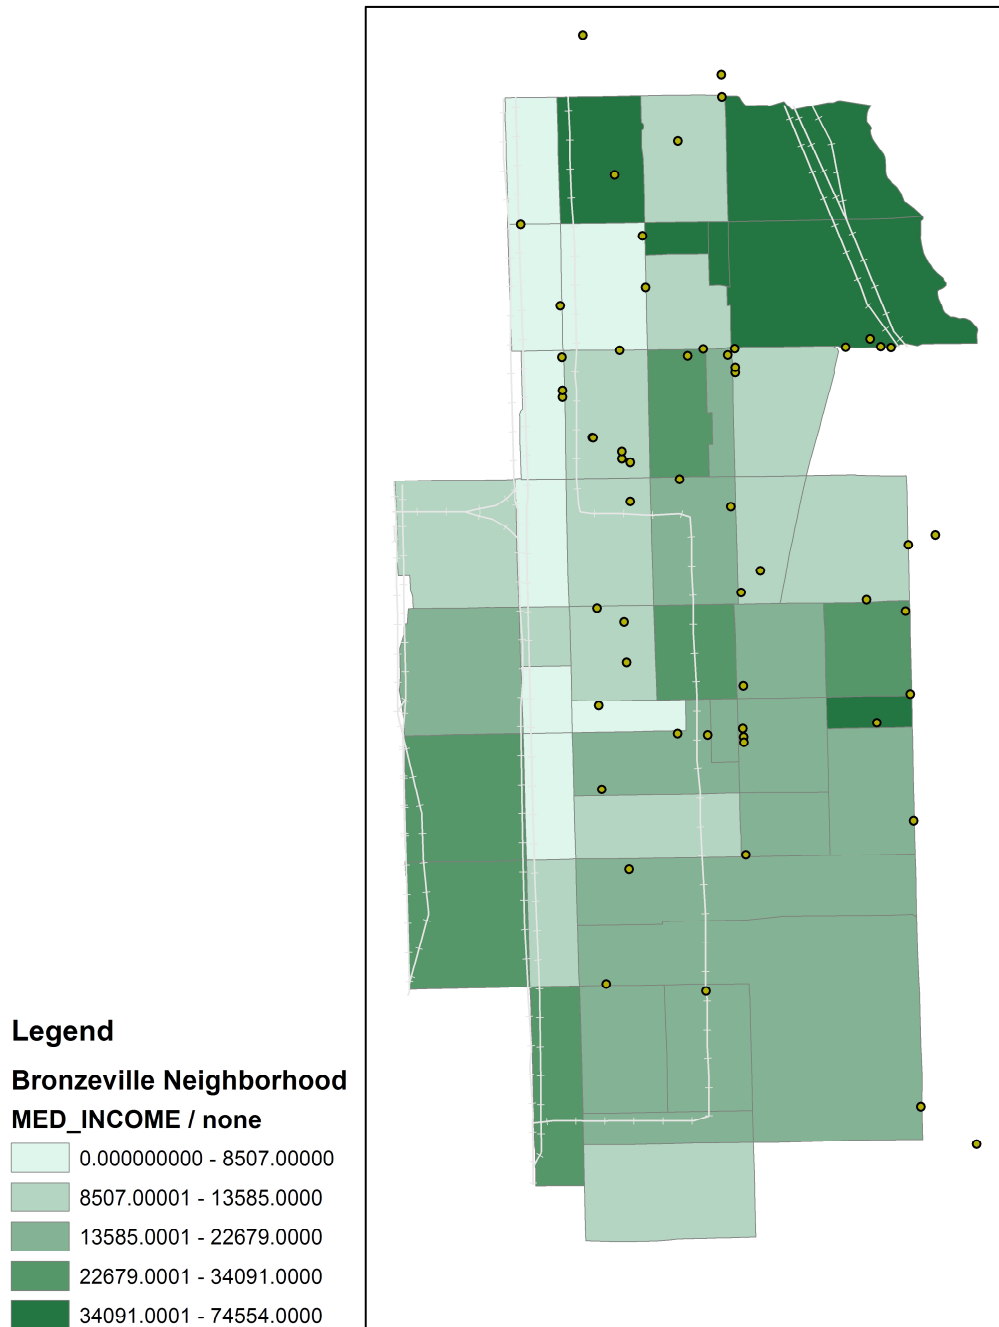 Legend
Bronzeville Neighborhood
MED_INCOME / none
0.000000000 - 8507.00000
8507.00001 - 13585.0000
13585.0001 - 22679.0000
22679.0001 - 34091.0000
34091.0001 - 74554.0000